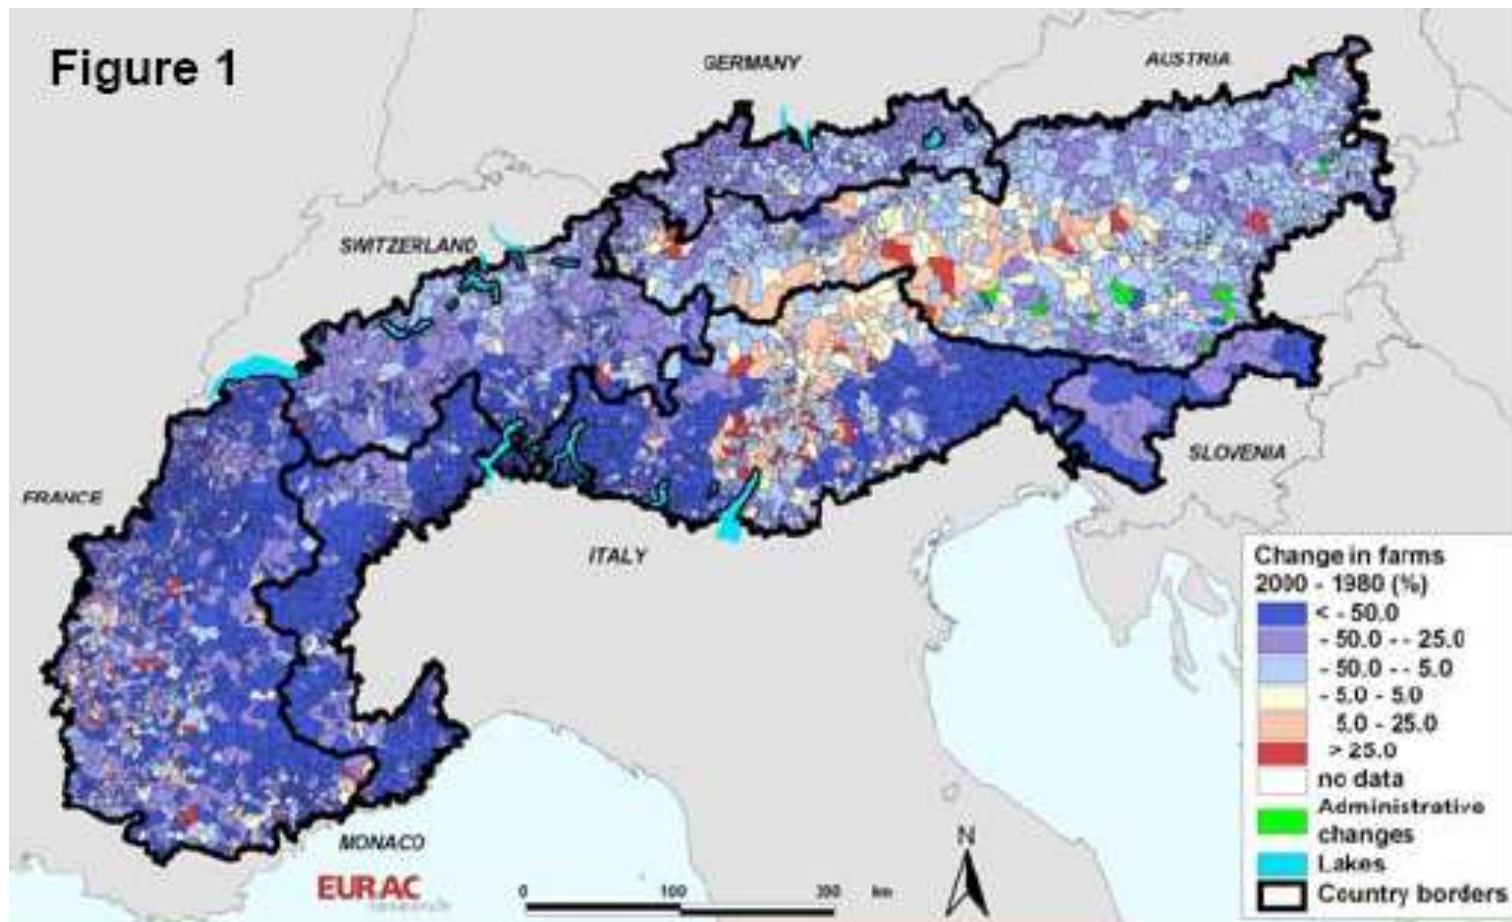 Figure 1
GERMANY
AUSTRIA
SWITZERLAND
SLOVENIA
FRANCE
ITALY
MONACO
Change in farms
2000 - 1980 (%)
< - 50.0
- 50.0 - - 25.0
- 50.0 - - 5.0
- 5.0 - 5.0
5.0 - 25.0
> 25.0
no data
Administrative
changes
Lakes
Country borders
N
EURAC
0 100 300 km